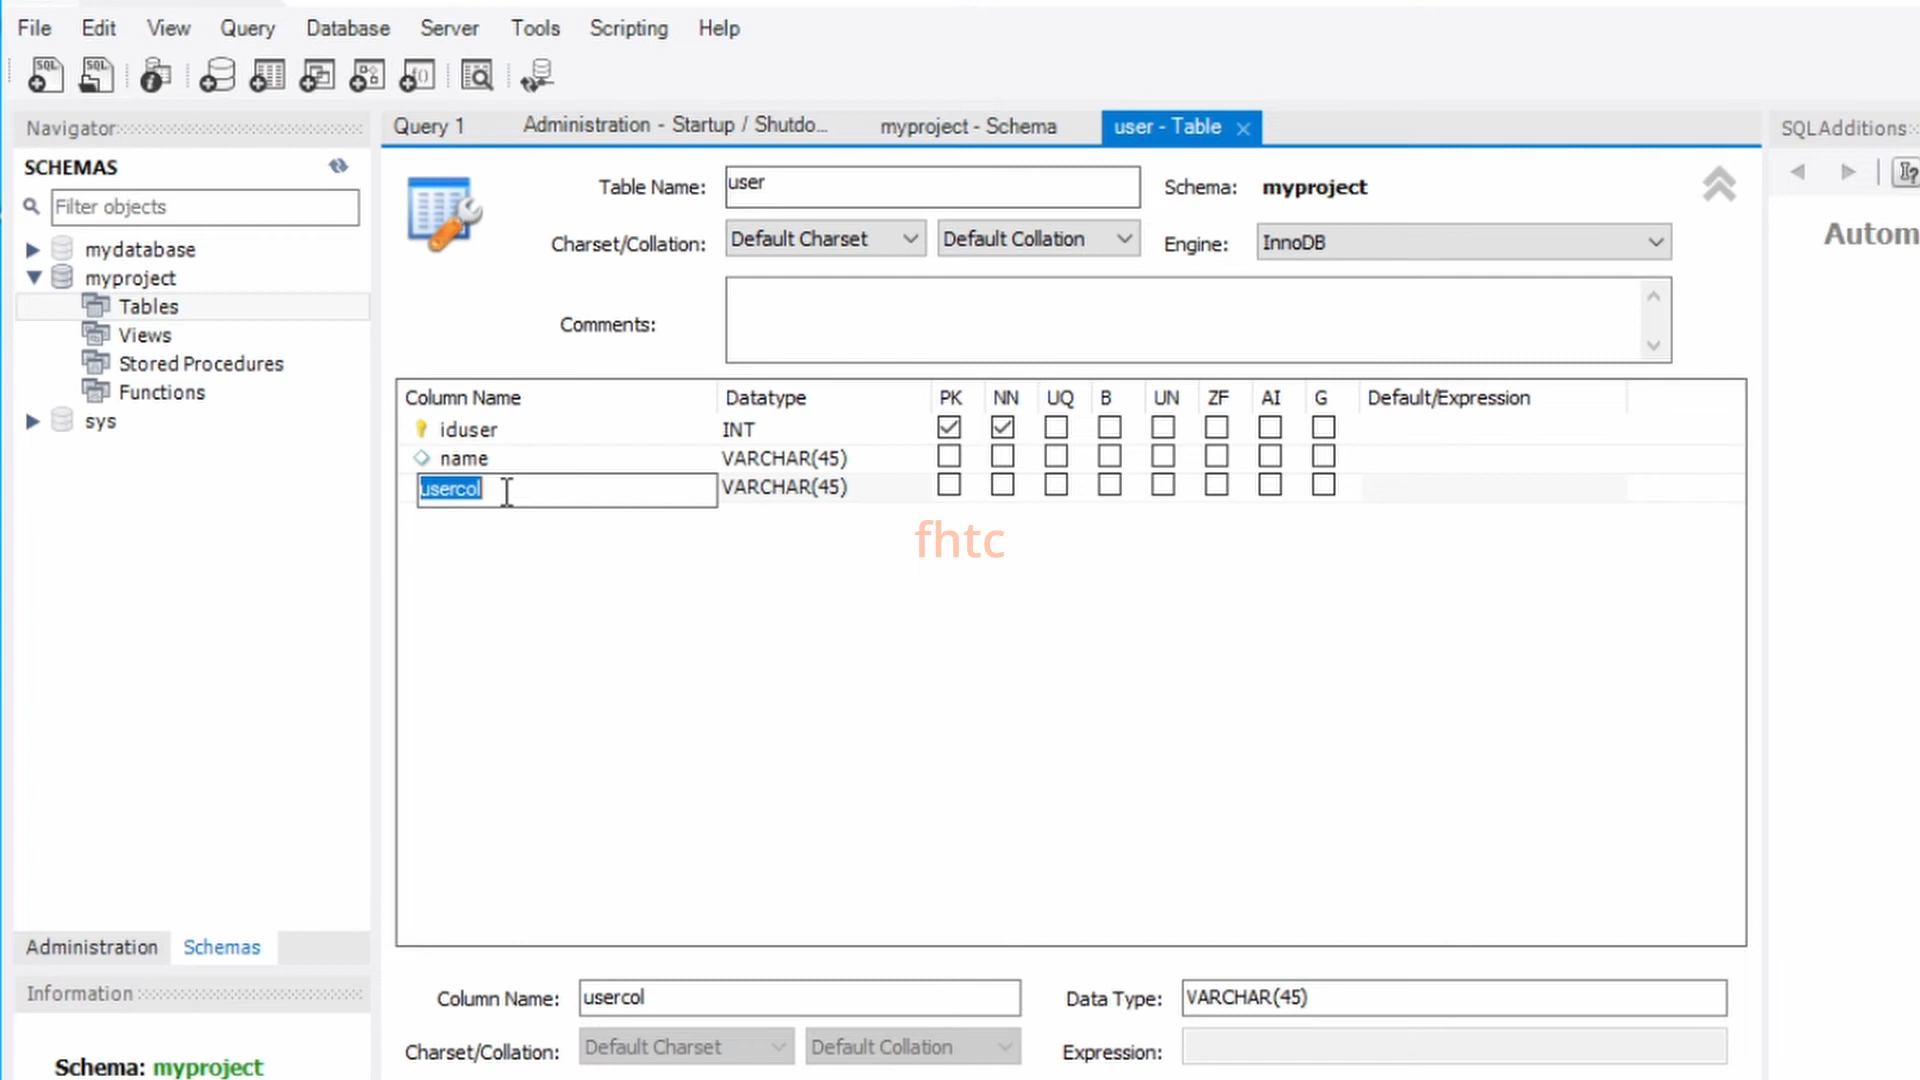 File Edit View Query Database Server Tools Scripting Help
Navigator
SCHEMAS
Filter objects
mydatabase
myproject
Tables
Views
Stored Procedures
Functions
sys
Administration Schemas
Information
Schema: myproject
Query 1 Administration - Startup / Shutdo... myproject - Schema user - Table
Table Name: user Schema: myproject
Charset/Collation: Default Charset Default Collation Engine: InnoDB
Comments:
Column Name Datatype PK NN UQ B UN ZF AI G Default/Expression
iduser INT
name VARCHAR(45)
usercol VARCHAR(45)
fhtc
Column Name: usercol Data Type: VARCHAR(45)
Charset/Collation: Default Charset Default Collation Expression:
SQLAdditions
Autom